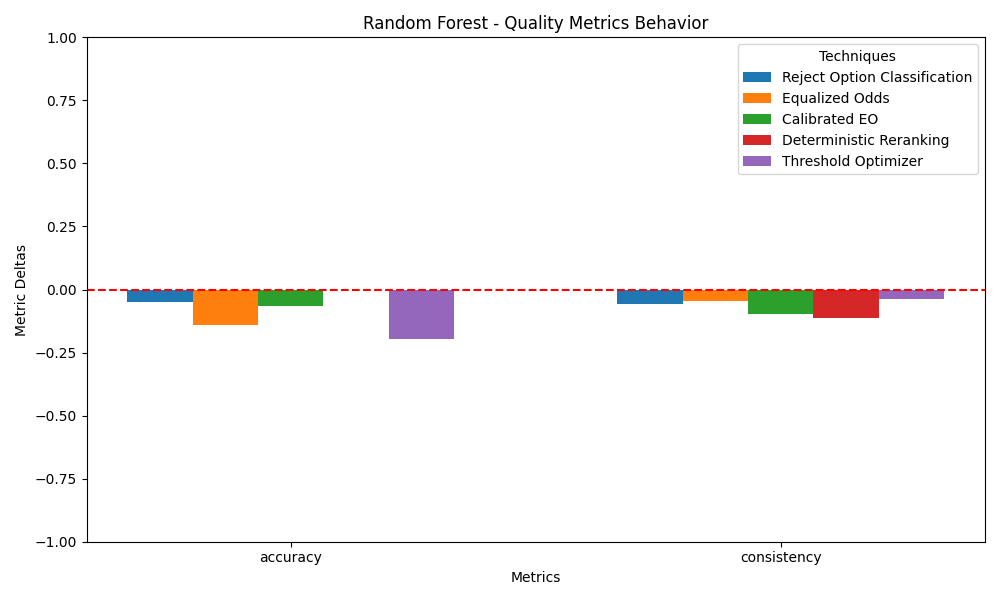 Random Forest - Quality Metrics Behavior
1.00
0.75
0.50
0.25
0.00
−0.25
−0.50
−0.75
−1.00
Metric Deltas
Techniques
Reject Option Classification
Equalized Odds
Calibrated EO
Deterministic Reranking
Threshold Optimizer
accuracy
consistency
Metrics